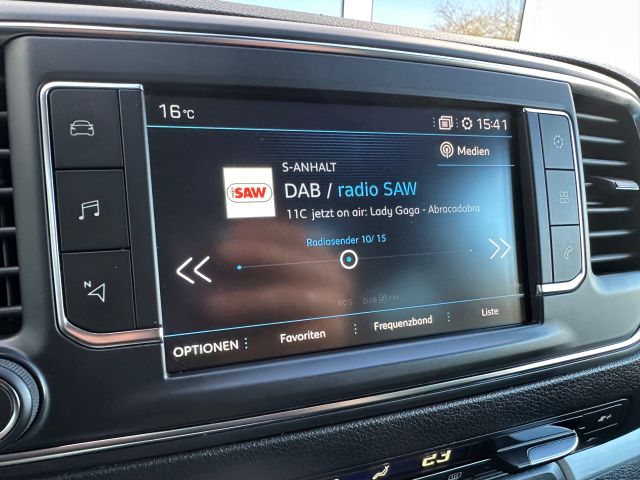 16°C
15:41
Medien
S-ANHALT
SAW
DAB / radio SAW
11C jetzt on air: Lady Gaga - Abracadabra
Radiosender 10/ 15
RDS DAB FM
OPTIONEN
Favoriten
Frequenzband
Liste
N
23